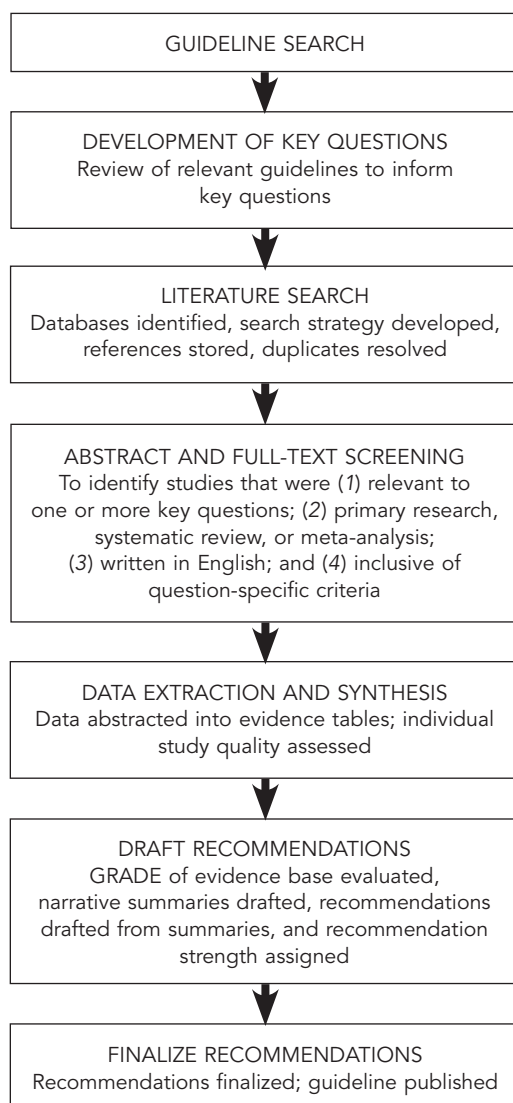 GUIDELINE SEARCH
DEVELOPMENT OF KEY QUESTIONS
Review of relevant guidelines to inform
key questions
LITERATURE SEARCH
Databases identified, search strategy developed,
references stored, duplicates resolved
ABSTRACT AND FULL-TEXT SCREENING
To identify studies that were (1) relevant to
one or more key questions; (2) primary research,
systematic review, or meta-analysis;
(3) written in English; and (4) inclusive of
question-specific criteria
DATA EXTRACTION AND SYNTHESIS
Data abstracted into evidence tables; individual
study quality assessed
DRAFT RECOMMENDATIONS
GRADE of evidence base evaluated,
narrative summaries drafted, recommendations
drafted from summaries, and recommendation
strength assigned
FINALIZE RECOMMENDATIONS
Recommendations finalized; guideline published